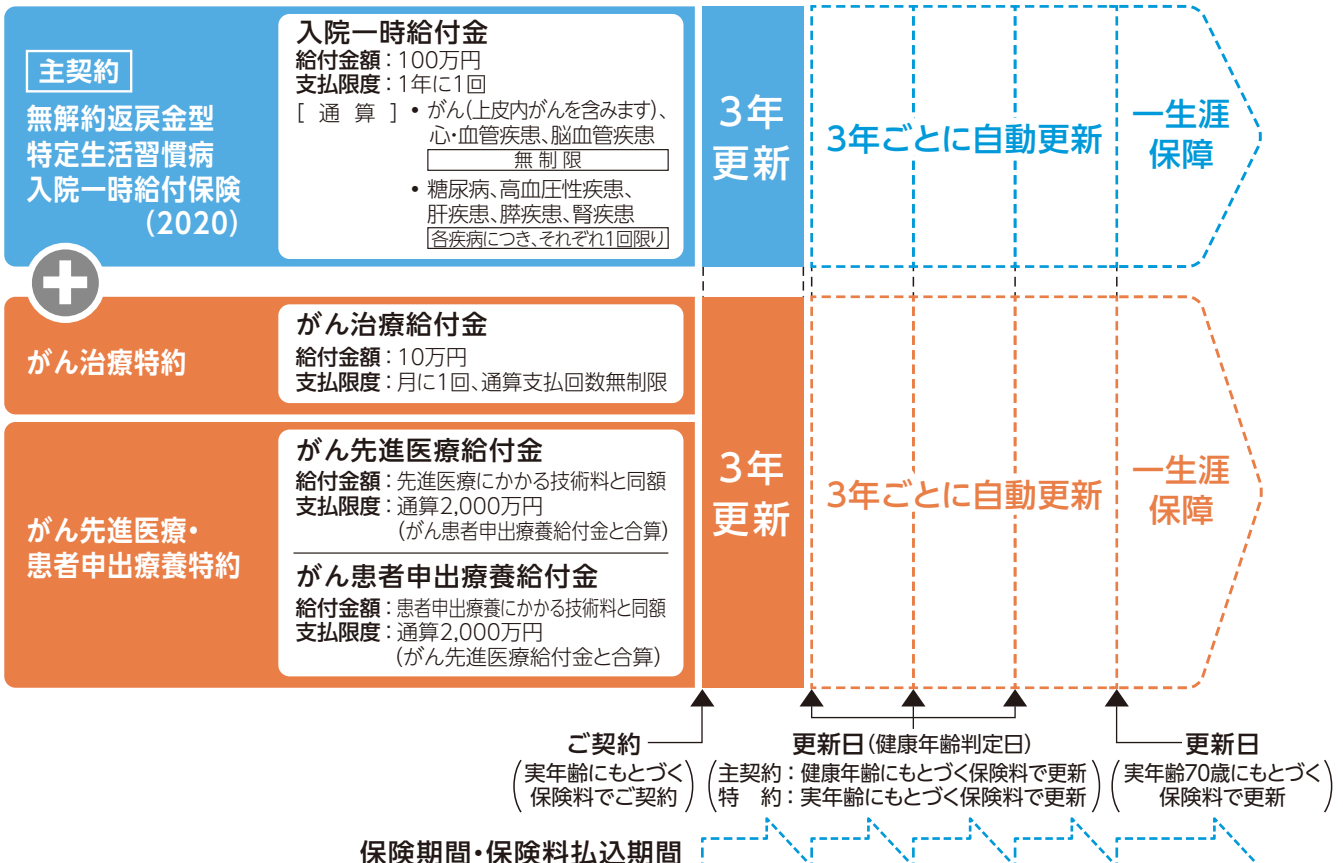 主契約
無解約返戻金型
特定生活習慣病
入院一時給付保険
(2020)
入院一時給付金
給付金額：100万円
支払限度：1年に1回
[通算]・がん(上皮内がんを含みます)、
心・血管疾患、脳血管疾患
無制限
・糖尿病、高血圧性疾患、
肝疾患、膵疾患、腎疾患
各疾病につき、それぞれ1回限り
3年
更新
3年ごとに自動更新
一生涯
保障
がん治療特約
がん治療給付金
給付金額：10万円
支払限度：月に1回、通算支払回数無制限
がん先進医療・
患者申出療養特約
がん先進医療給付金
給付金額：先進医療にかかる技術料と同額
支払限度：通算2,000万円
(がん患者申出療養給付金と合算)
がん患者申出療養給付金
給付金額：患者申出療養にかかる技術料と同額
支払限度：通算2,000万円
(がん先進医療給付金と合算)
3年
更新
3年ごとに自動更新
一生涯
保障
ご契約
(実年齢にもとづく
保険料でご契約)
更新日(健康年齢判定日)
(主契約：健康年齢にもとづく保険料で更新
特　約：実年齢にもとづく保険料で更新)
更新日
(実年齢70歳にもとづく
保険料で更新)
保険期間・保険料払込期間